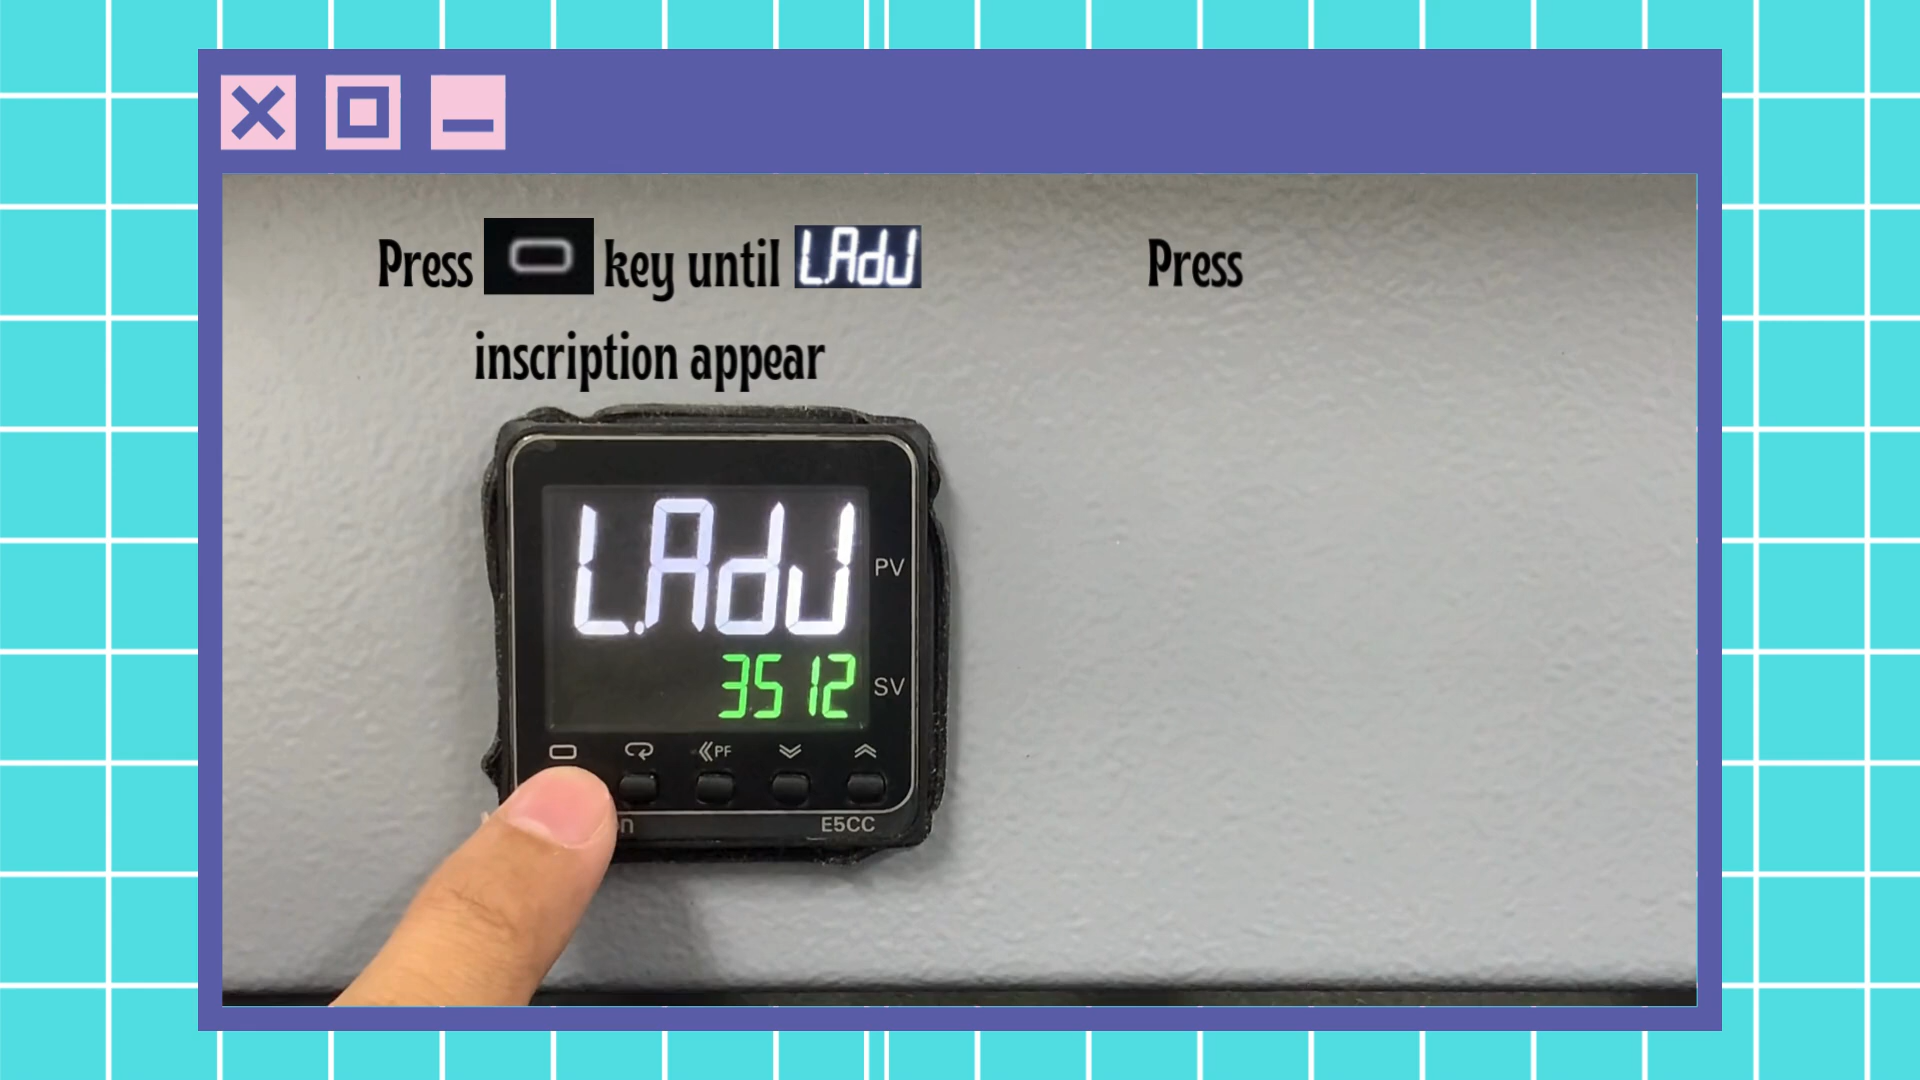 Press key until L.AdJ
inscription appear
Press
L.AdJ
PV
3512
SV
PF
E5CC